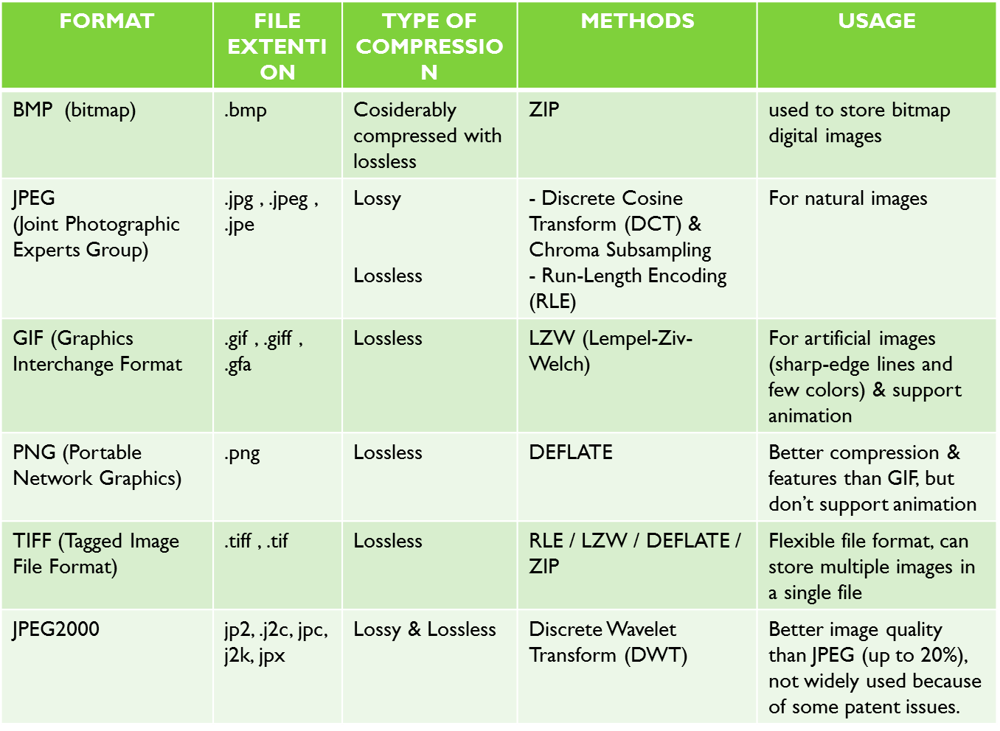 FORMAT
FILE
EXTENTI
ON
TYPE OF
COMPRESSIO
N
METHODS
USAGE
BMP  (bitmap)
.bmp
Cosiderably
compressed with
lossless
ZIP
used to store bitmap
digital images
JPEG
(Joint Photographic
Experts Group)
.jpg , .jpeg ,
.jpe
Lossy
Lossless
- Discrete Cosine
Transform (DCT) &
Chroma Subsampling
- Run-Length Encoding
(RLE)
For natural images
GIF (Graphics
Interchange Format
.gif , .giff ,
.gfa
Lossless
LZW (Lempel-Ziv-
Welch)
For artificial images
(sharp-edge lines and
few colors) & support
animation
PNG (Portable
Network Graphics)
.png
Lossless
DEFLATE
Better compression &
features than GIF, but
don’t support animation
TIFF (Tagged Image
File Format)
.tiff , .tif
Lossless
RLE / LZW / DEFLATE /
ZIP
Flexible file format, can
store multiple images in
a single file
JPEG2000
jp2, .j2c, jpc,
j2k, jpx
Lossy & Lossless
Discrete Wavelet
Transform (DWT)
Better image quality
than JPEG (up to 20%),
not widely used because
of some patent issues.